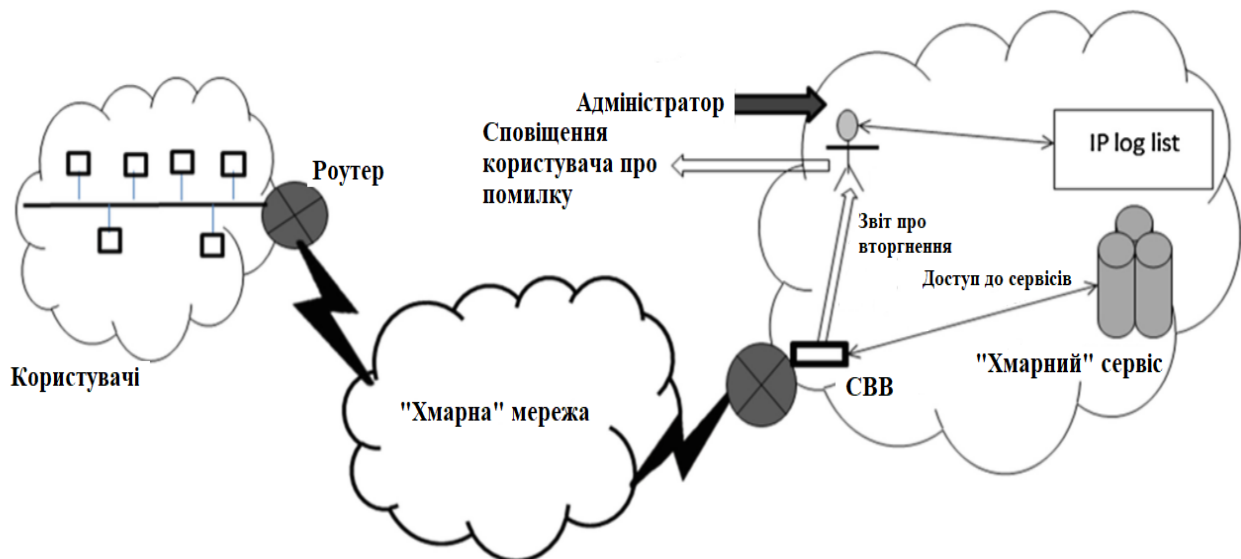 Адміністратор
Сповіщення
користувача про
помилку
IP log list
Роутер
Звіт про
вторгнення
Доступ до сервісів
Користувачі
"Хмарна" мережа
СВВ
"Хмарний" сервіс